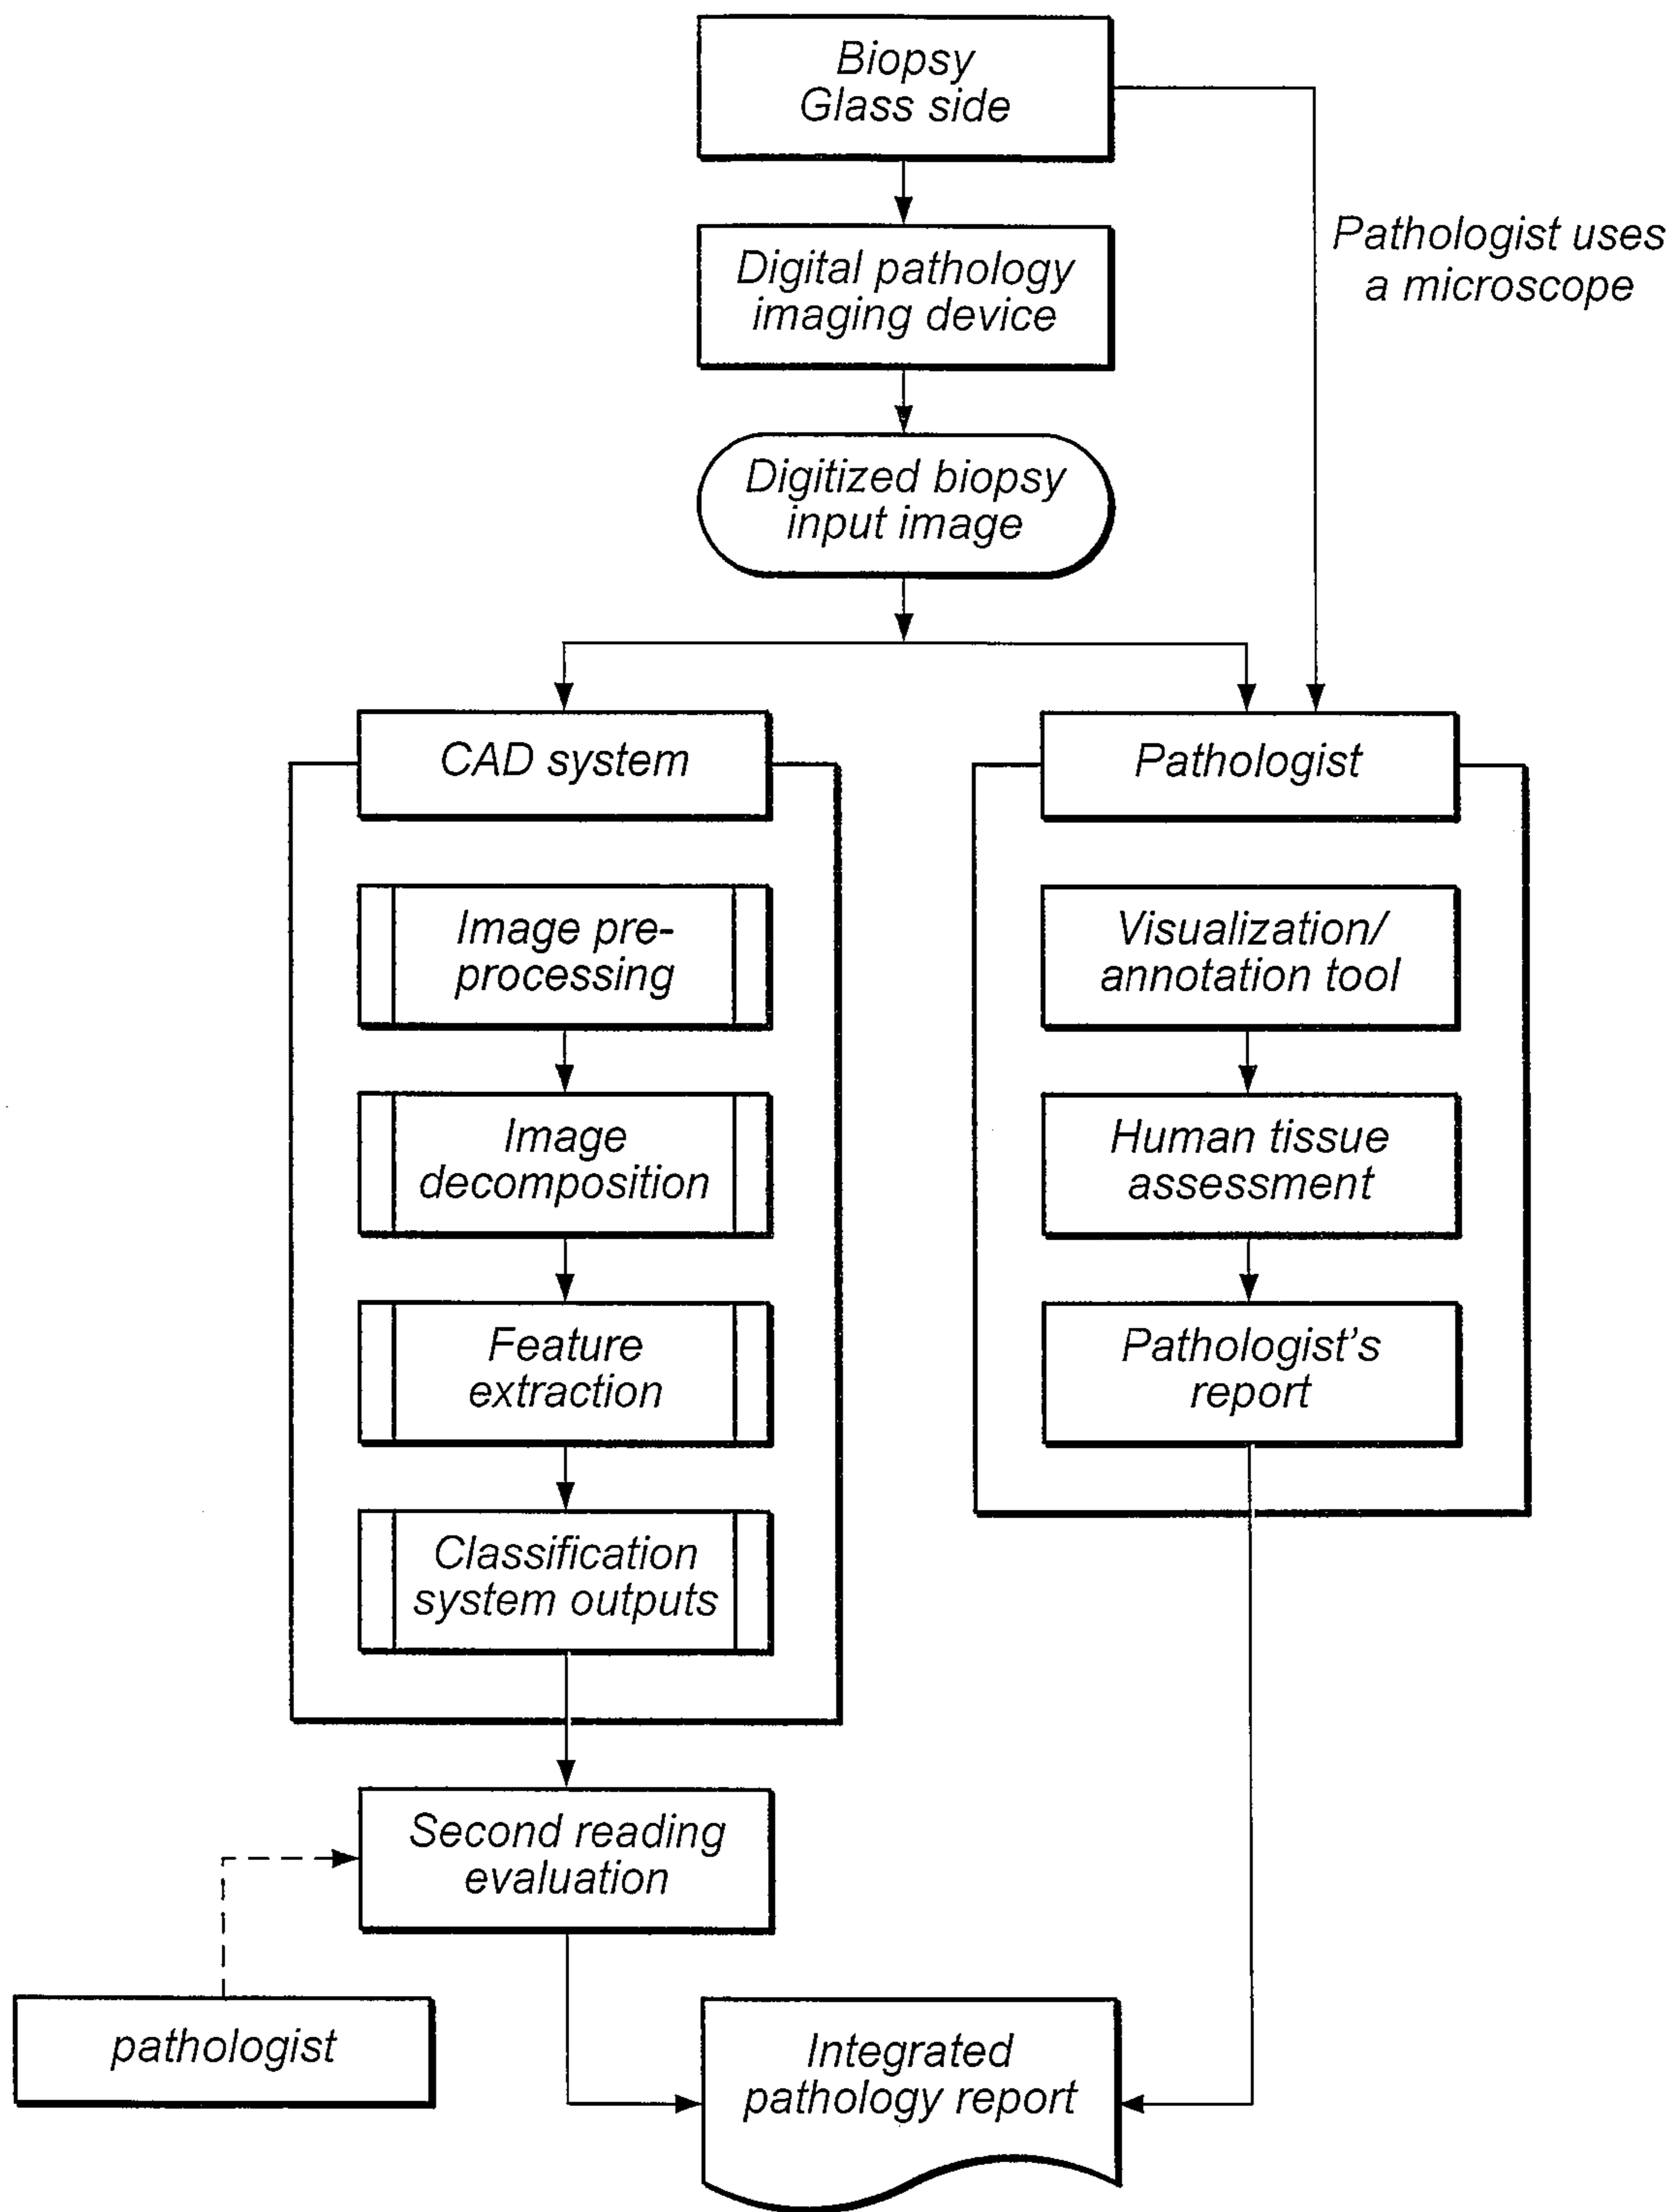 Biopsy
Glass side
Pathologist uses
a microscope
Digital pathology
imaging device
Digitized biopsy
input image
CAD system
Pathologist
Image pre-
processing
Visualization/
annotation tool
Image
decomposition
Human tissue
assessment
Feature
extraction
Pathologist's
report
Classification
system outputs
Second reading
evaluation
pathologist
Integrated
pathology report